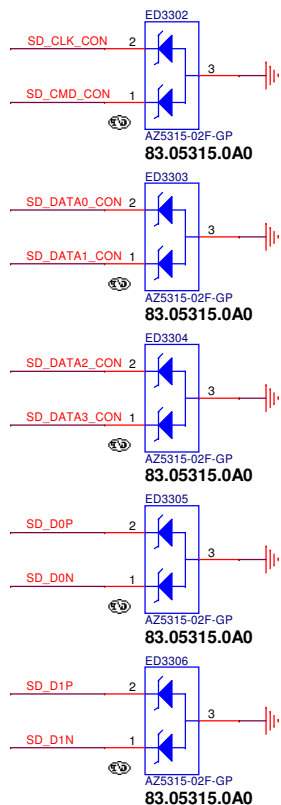 ED3302
SD_CLK_CON 2
3
SD_CMD_CON 1
AZ5315-02F-GP
83.05315.0A0
ED3303
SD_DATA0_CON 2
3
SD_DATA1_CON 1
AZ5315-02F-GP
83.05315.0A0
ED3304
SD_DATA2_CON 2
3
SD_DATA3_CON 1
AZ5315-02F-GP
83.05315.0A0
ED3305
SD_D0P 2
3
SD_D0N 1
AZ5315-02F-GP
83.05315.0A0
ED3306
SD_D1P 2
3
SD_D1N 1
AZ5315-02F-GP
83.05315.0A0